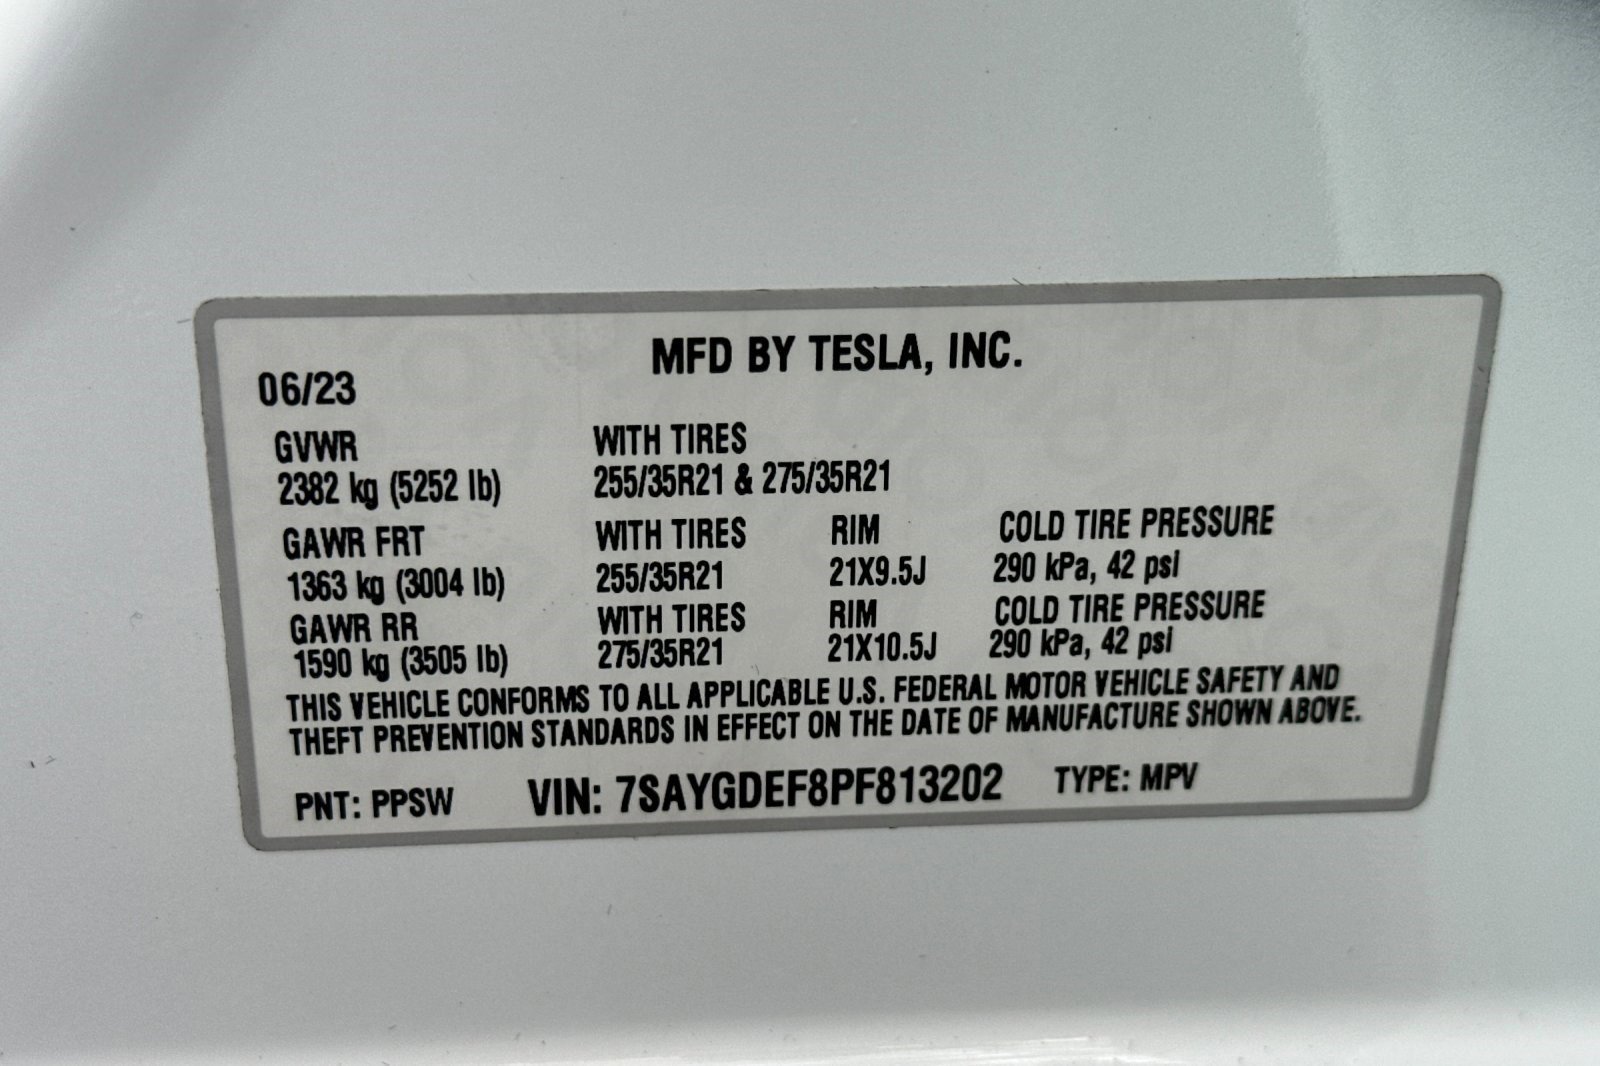 MFD BY TESLA, INC.
06/23
GVWR WITH TIRES
2382 kg (5252 lb) 255/35R21 & 275/35R21
GAWR FRT WITH TIRES RIM COLD TIRE PRESSURE
1363 kg (3004 lb) 255/35R21 21X9.5J 290 kPa, 42 psi
GAWR RR WITH TIRES RIM COLD TIRE PRESSURE
1590 kg (3505 lb) 275/35R21 21X10.5J 290 kPa, 42 psi
THIS VEHICLE CONFORMS TO ALL APPLICABLE U.S. FEDERAL MOTOR VEHICLE SAFETY AND
THEFT PREVENTION STANDARDS IN EFFECT ON THE DATE OF MANUFACTURE SHOWN ABOVE.
PNT: PPSW VIN: 7SAYGDEF8PF813202 TYPE: MPV